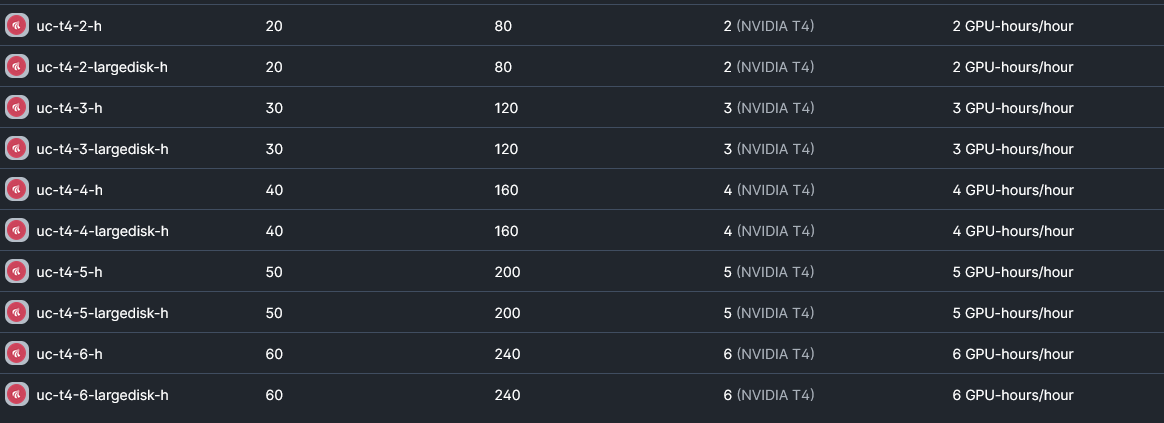 uc-t4-2-h 20 80 2 (NVIDIA T4) 2 GPU-hours/hour
uc-t4-2-largedisk-h 20 80 2 (NVIDIA T4) 2 GPU-hours/hour
uc-t4-3-h 30 120 3 (NVIDIA T4) 3 GPU-hours/hour
uc-t4-3-largedisk-h 30 120 3 (NVIDIA T4) 3 GPU-hours/hour
uc-t4-4-h 40 160 4 (NVIDIA T4) 4 GPU-hours/hour
uc-t4-4-largedisk-h 40 160 4 (NVIDIA T4) 4 GPU-hours/hour
uc-t4-5-h 50 200 5 (NVIDIA T4) 5 GPU-hours/hour
uc-t4-5-largedisk-h 50 200 5 (NVIDIA T4) 5 GPU-hours/hour
uc-t4-6-h 60 240 6 (NVIDIA T4) 6 GPU-hours/hour
uc-t4-6-largedisk-h 60 240 6 (NVIDIA T4) 6 GPU-hours/hour